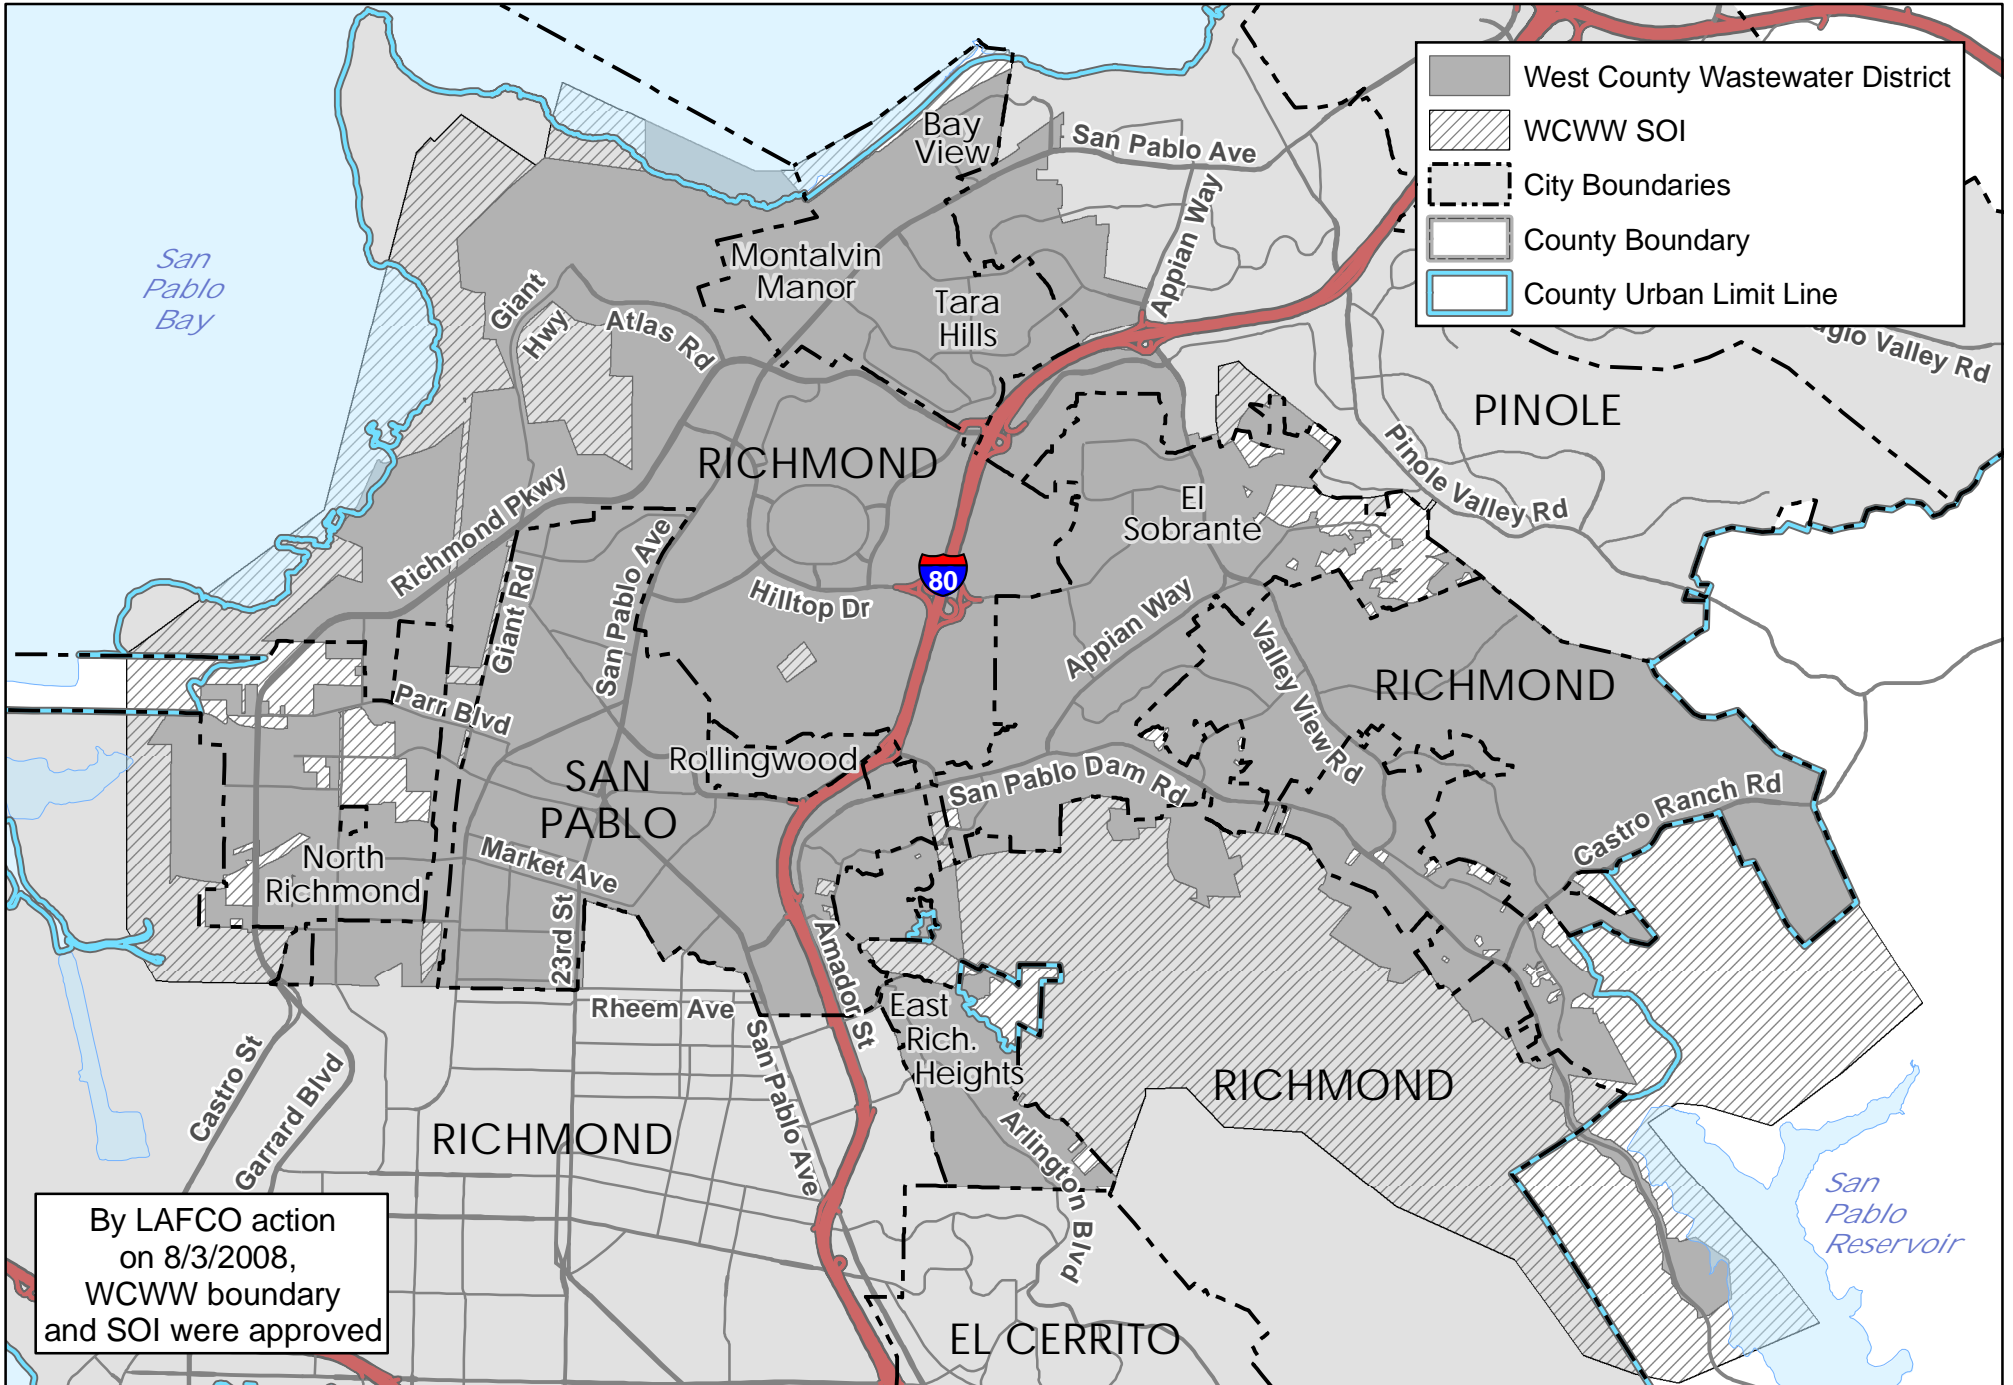 West County Wastewater District
WCWW SOI
City Boundaries
County Boundary
County Urban Limit Line
Bay
View
San Pablo Ave
Appian Way
San
Pablo
Bay
Montalvin
Manor
Tara
Hills
Giant
Hwy
Atlas Rd
Valley Rd
PINOLE
RICHMOND
Pinole Valley Rd
Richmond Pkwy
El
Sobrante
San Pablo Ave
80
Giant Rd
Hilltop Dr
Appian Way
Valley View Rd
RICHMOND
Parr Blvd
Rollingwood
SAN
PABLO
San Pablo Dam Rd
Castro Ranch Rd
North
Richmond
Market Ave
23rd St
Amador St
Rheem Ave
East
Rich.
Heights
San Pablo Ave
Castro St
Garrard Blvd
RICHMOND
RICHMOND
Arlington Blvd
San
Pablo
Reservoir
By LAFCO action
on 8/3/2008,
WCWW boundary
and SOI were approved
EL CERRITO